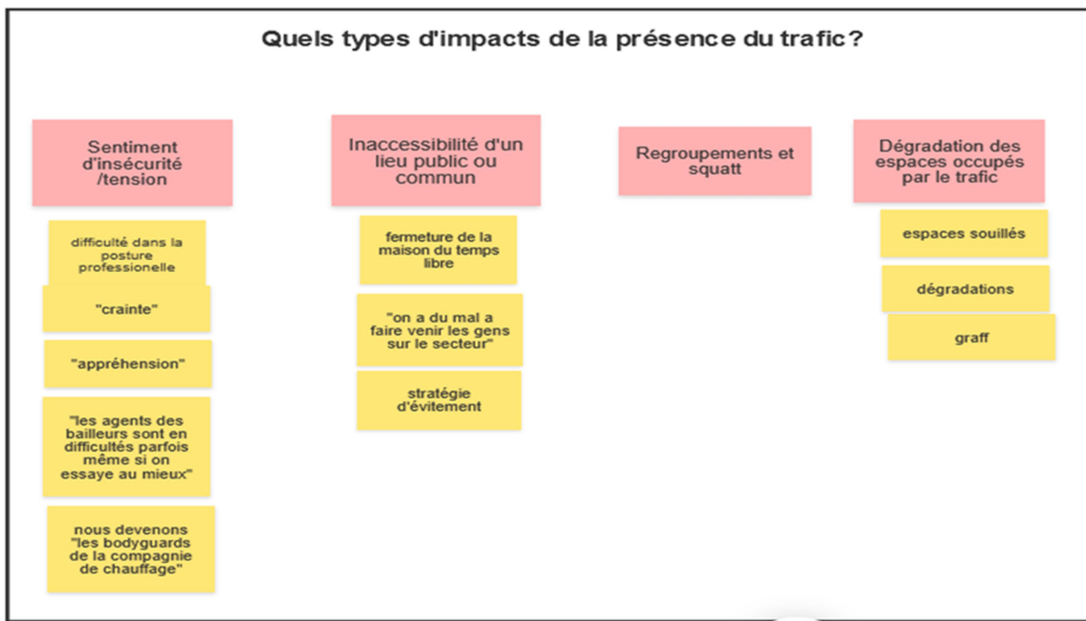 Quels types d'impacts de la présence du trafic?
Sentiment
d'insécurité
/tension
difficulté dans la
posture
professionelle
"crainte"
"appréhension"
"les agents des
bailleurs sont en
difficultés parfois
même si on
essaye au mieux"
nous devenons
"les bodyguards
de la compagnie
de chauffage"
Inaccessibilité d'un
lieu public ou
commun
fermeture de la
maison du temps
libre
"on a du mal a
faire venir les gens
sur le secteur"
stratégie
d'évitement
Regroupements et
squatt
Dégradation des
espaces occupés
par le trafic
espaces souillés
dégradations
graff